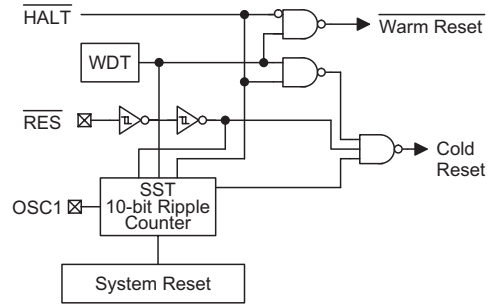 HALT
Warm Reset
WDT
RES
Cold
Reset
SST
10-bit Ripple
Counter
OSC1
System Reset